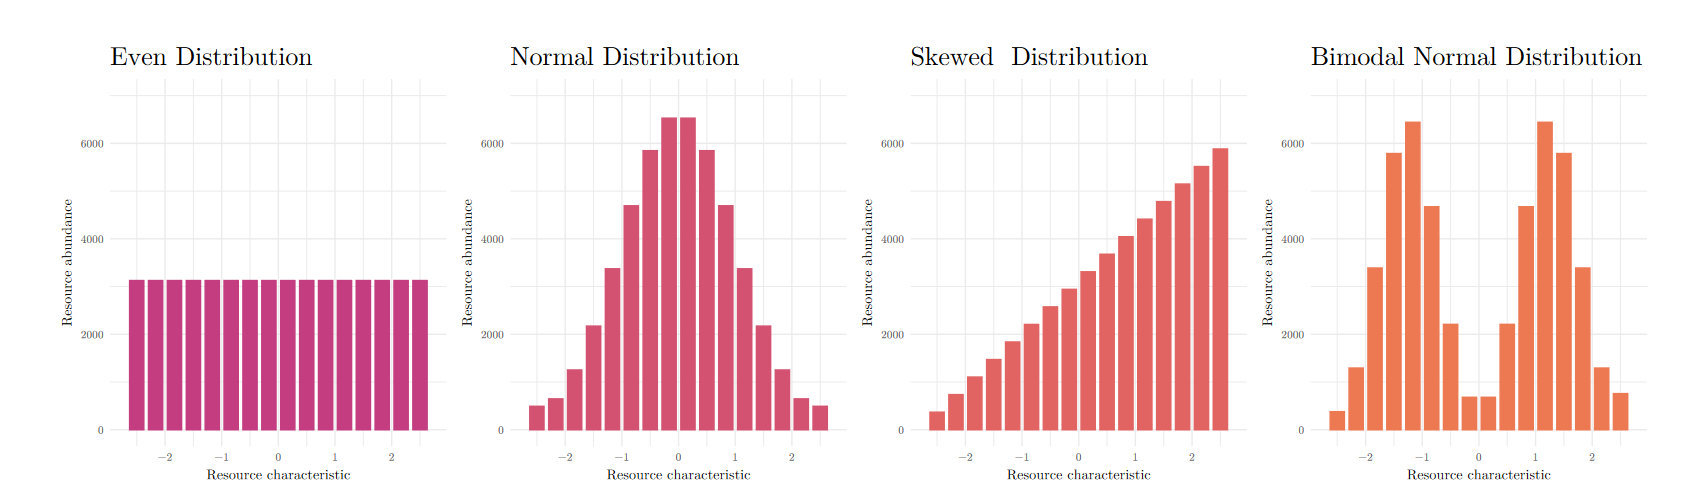 Even Distribution
Resource abundance
6000
4000
2000
0
−2 −1 0 1 2
Resource characteristic
Normal Distribution
Resource abundance
6000
4000
2000
0
−2 −1 0 1 2
Resource characteristic
Skewed Distribution
Resource abundance
6000
4000
2000
0
−2 −1 0 1 2
Resource characteristic
Bimodal Normal Distribution
Resource abundance
6000
4000
2000
0
−2 −1 0 1 2
Resource characteristic